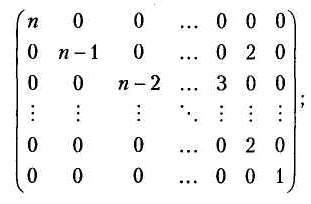 n 0 0 … 0 0 0
0 n−1 0 … 0 2 0
0 0 n−2 … 3 0 0
⋮ ⋮ ⋮ ⋱ ⋮ ⋮ ⋮
0 0 0 … 0 2 0
0 0 0 … 0 0 1 ;